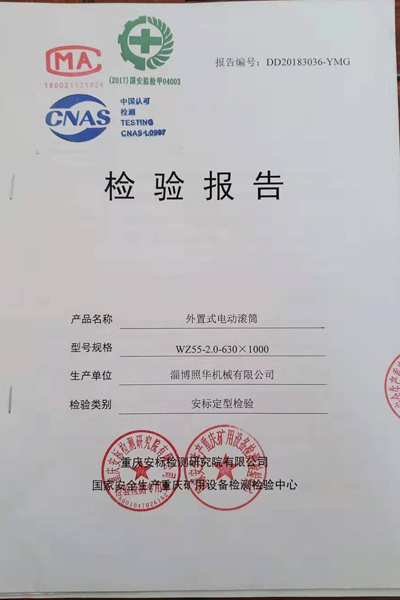 MA
180023121924
(2017)国安监检甲04003
报告编号：DD20183036-YMG
CNAS
中国认可
检测
TESTING
CNAS L0907
检验报告
产品名称 外置式电动滚筒
型号规格 WZ55-2.0-630×1000
生产单位 淄博照华机械有限公司
检验类别 安标定型检验
重庆安标检测研究院有限公司
国家安全生产重庆矿用设备检测检验中心